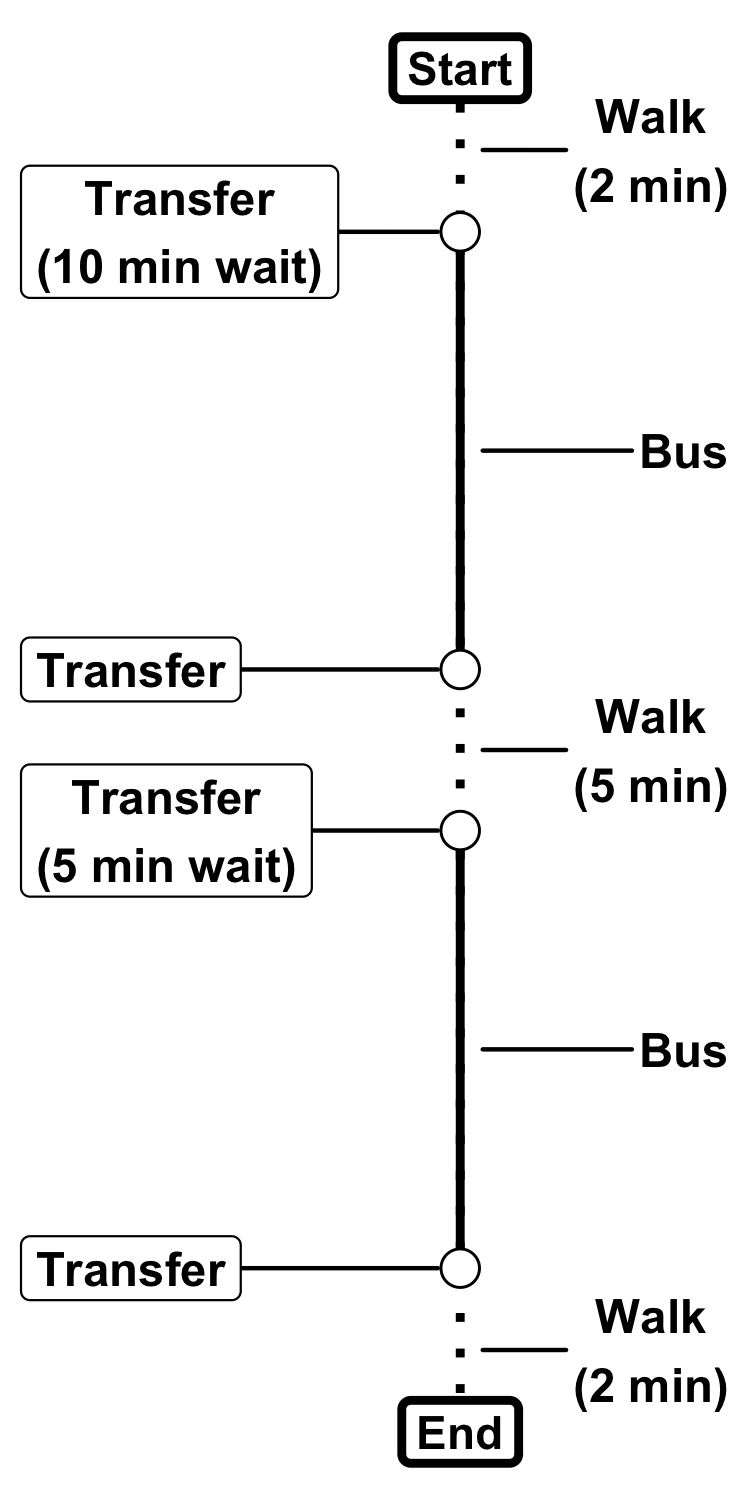 Start
Walk
(2 min)
Transfer
(10 min wait)
Bus
Transfer
Walk
(5 min)
Transfer
(5 min wait)
Bus
Transfer
Walk
(2 min)
End